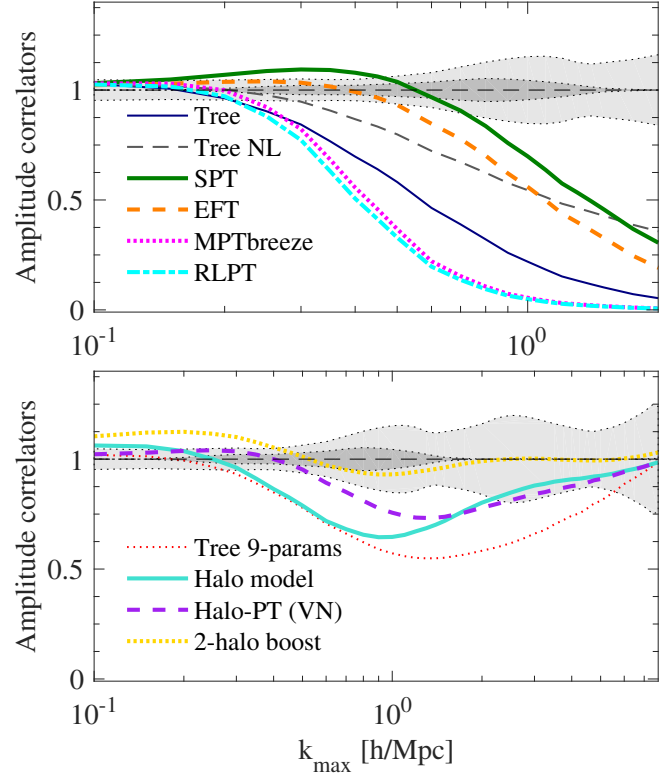 Amplitude correlators
1
0.5
0
Tree
Tree NL
SPT
EFT
MPTbreeze
RLPT
10^-1
10^0
Amplitude correlators
1
0.5
0
Tree 9-params
Halo model
Halo-PT (VN)
2-halo boost
10^-1
10^0
k_max [h/Mpc]